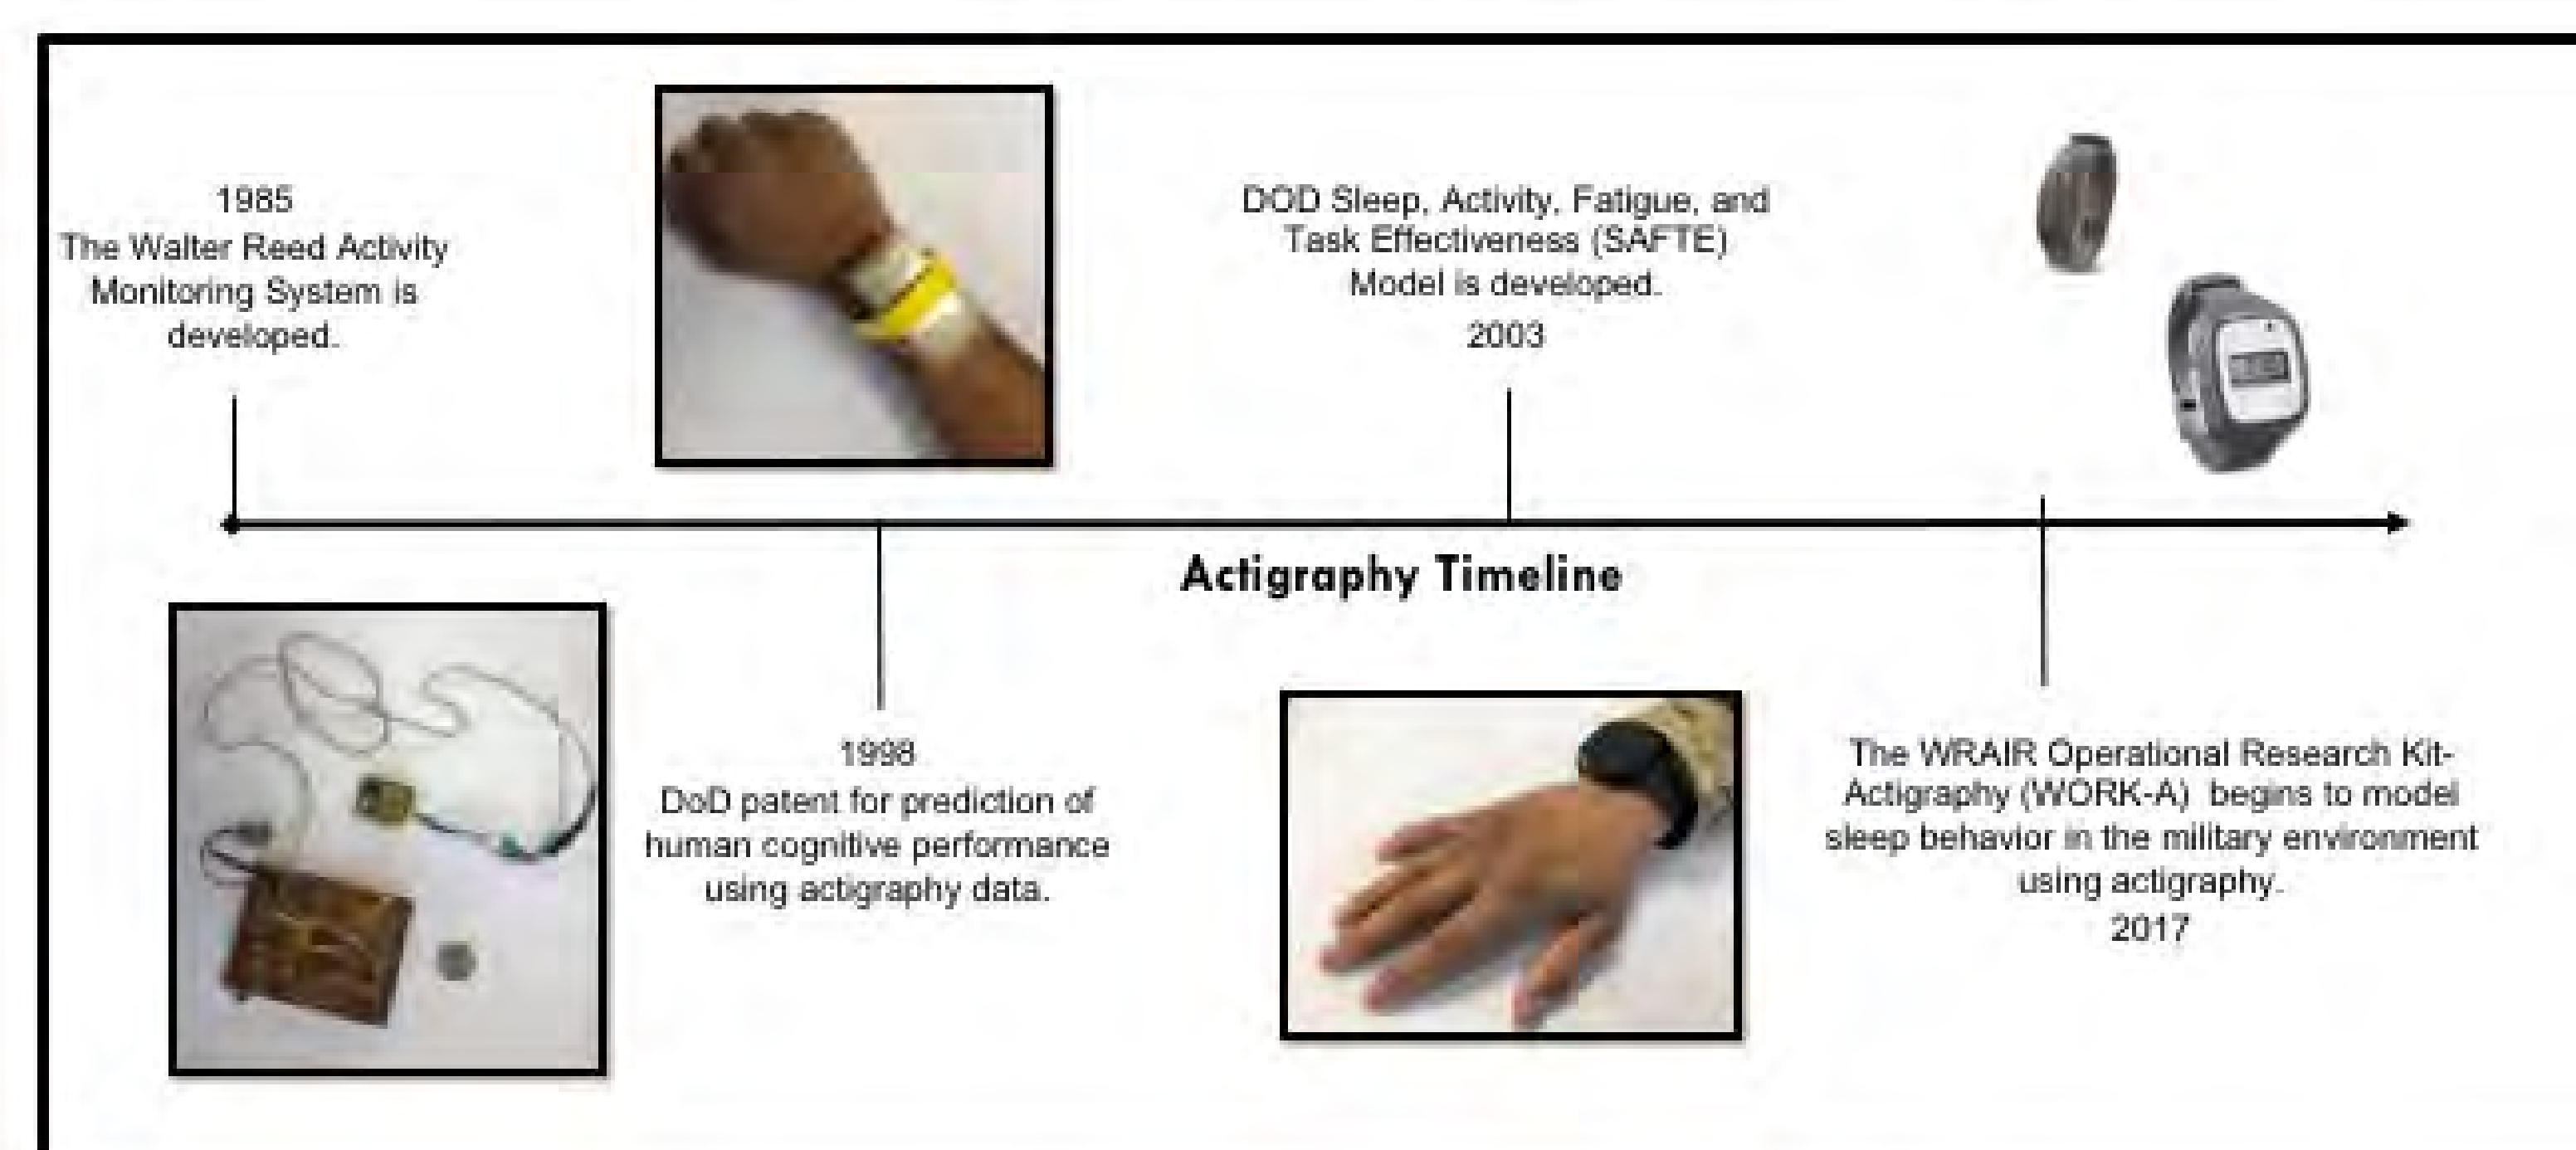 1985
The Walter Reed Activity
Monitoring System is
developed.
DOD Sleep, Activity, Fatigue, and
Task Effectiveness (SAFTE)
Model is developed.
2003
Actigraphy Timeline
1998
DoD patent for prediction of
human cognitive performance
using actigraphy data.
The WRAIR Operational Research Kit-
Actigraphy (WORK-A) begins to model
sleep behavior in the military environment
using actigraphy.
2017